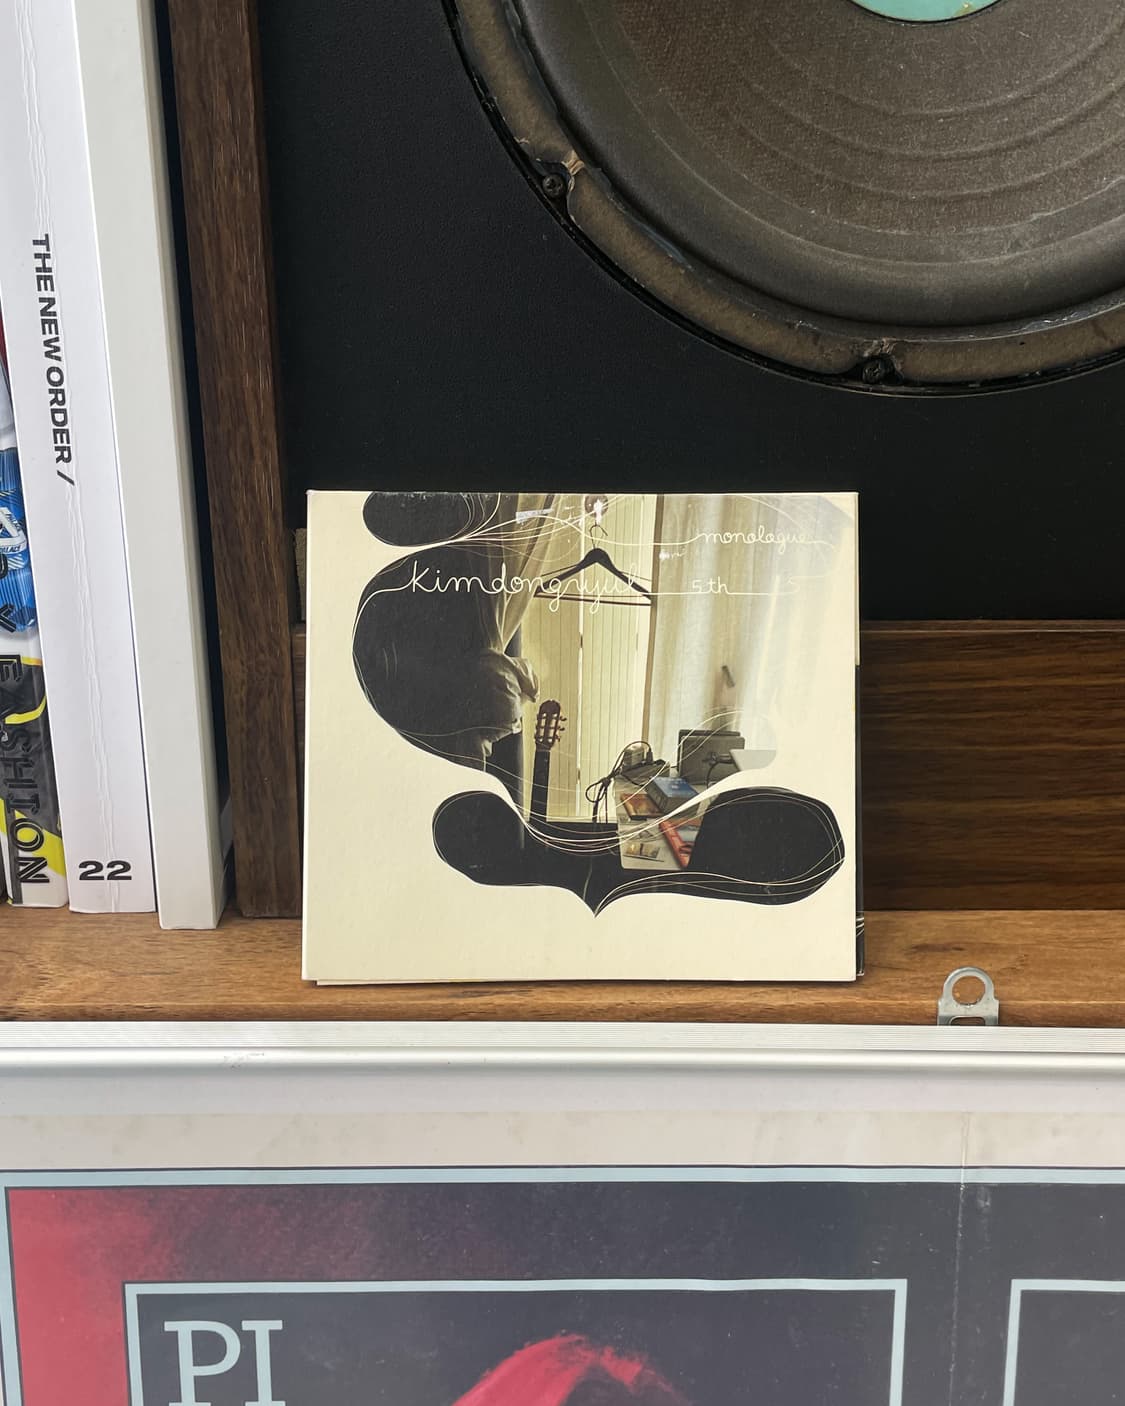 THE NEW ORDER /
22
FASHION
monologue
kimdongryul 5th
PI